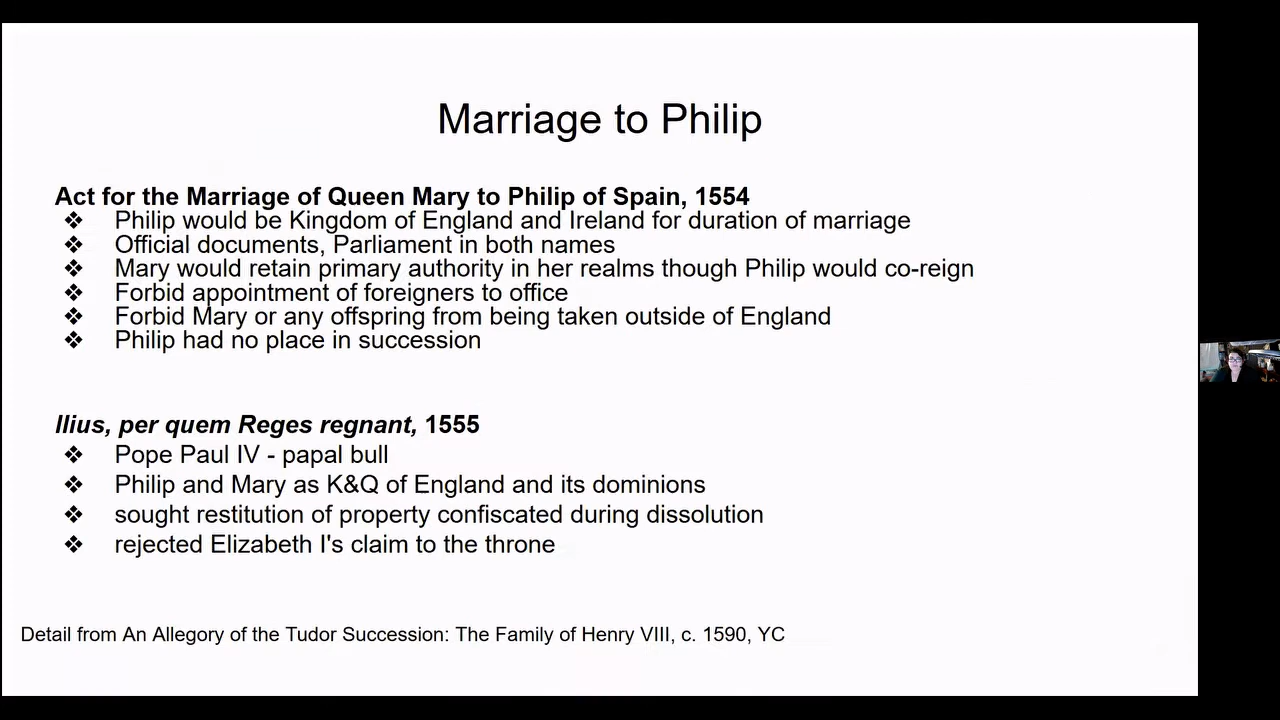 Marriage to Philip
Act for the Marriage of Queen Mary to Philip of Spain, 1554
❖ Philip would be Kingdom of England and Ireland for duration of marriage
❖ Official documents, Parliament in both names
❖ Mary would retain primary authority in her realms though Philip would co-reign
❖ Forbid appointment of foreigners to office
❖ Forbid Mary or any offspring from being taken outside of England
❖ Philip had no place in succession
Ilius, per quem Reges regnant, 1555
❖ Pope Paul IV - papal bull
❖ Philip and Mary as K&Q of England and its dominions
❖ sought restitution of property confiscated during dissolution
❖ rejected Elizabeth I's claim to the throne
Detail from An Allegory of the Tudor Succession: The Family of Henry VIII, c. 1590, YC